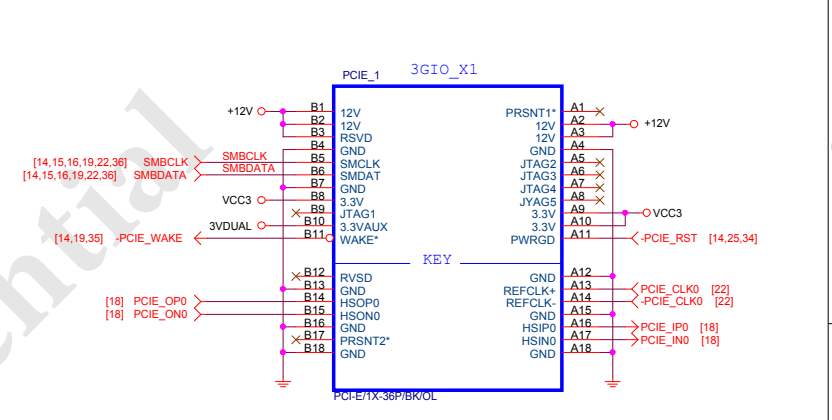 3GIO_X1
PCIE_1
+12V B1 12V PRSNT1* A1
B2 12V 12V A2 +12V
B3 RSVD 12V A3
B4 GND GND A4
[14,15,16,19,22,36] SMBCLK SMBCLK B5 SMCLK JTAG2 A5
[14,15,16,19,22,36] SMBDATA SMBDATA B6 SMDAT JTAG3 A6
B7 GND JTAG4 A7
VCC3 B8 3.3V JYAG5 A8
B9 JTAG1 3.3V A9 VCC3
3VDUAL B10 3.3VAUX 3.3V A10
[14,19,35] -PCIE_WAKE B11 WAKE* PWRGD A11 -PCIE_RST [14,25,34]
KEY
B12 RVSD GND A12
B13 GND REFCLK+ A13 PCIE_CLK0 [22]
[18] PCIE_OP0 B14 HSOP0 REFCLK- A14 -PCIE_CLK0 [22]
[18] PCIE_ON0 B15 HSON0 GND A15
B16 GND HSIP0 A16 PCIE_IP0 [18]
B17 PRSNT2* HSIN0 A17 PCIE_IN0 [18]
B18 GND GND A18
PCI-E/1X-36P/BK/OL
ential